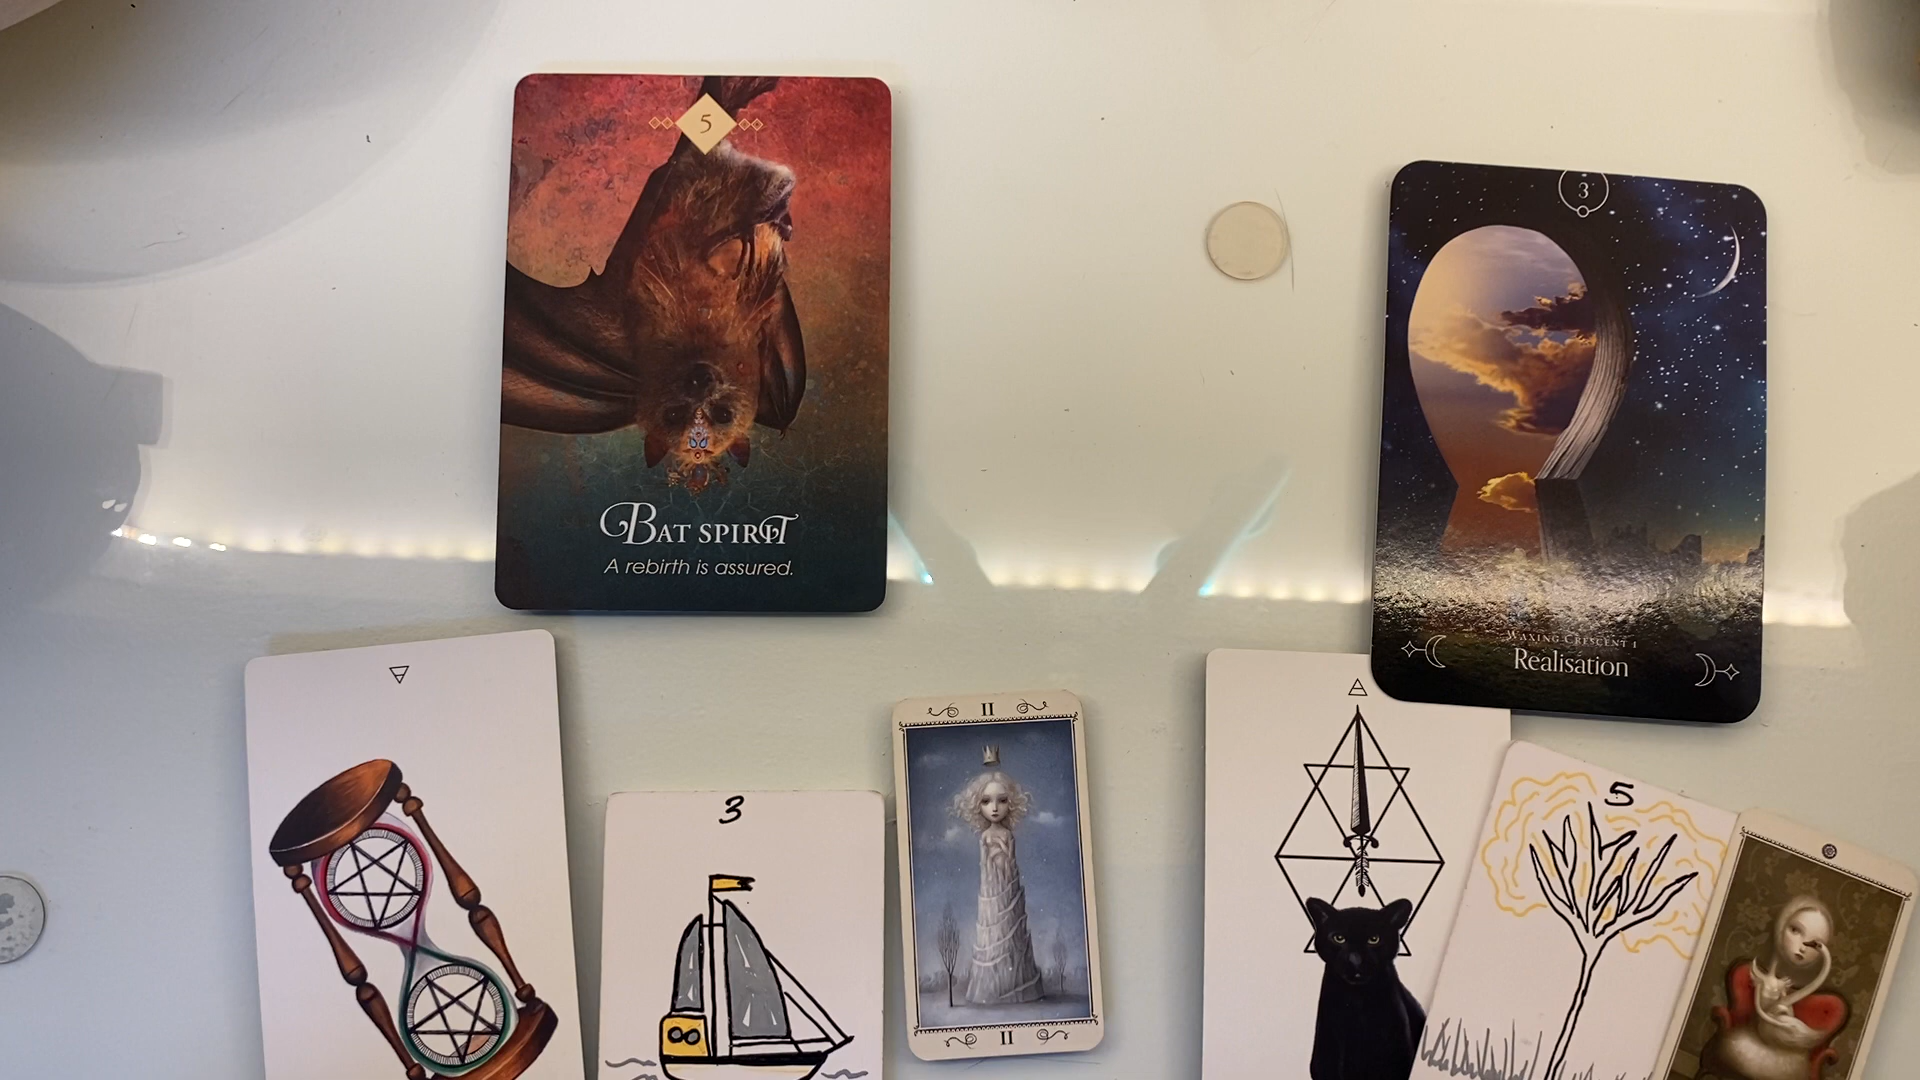 5
BAT SPIRIT
A rebirth is assured.
3
WAXING CRESCENT 1
Realisation
3
II
II
5